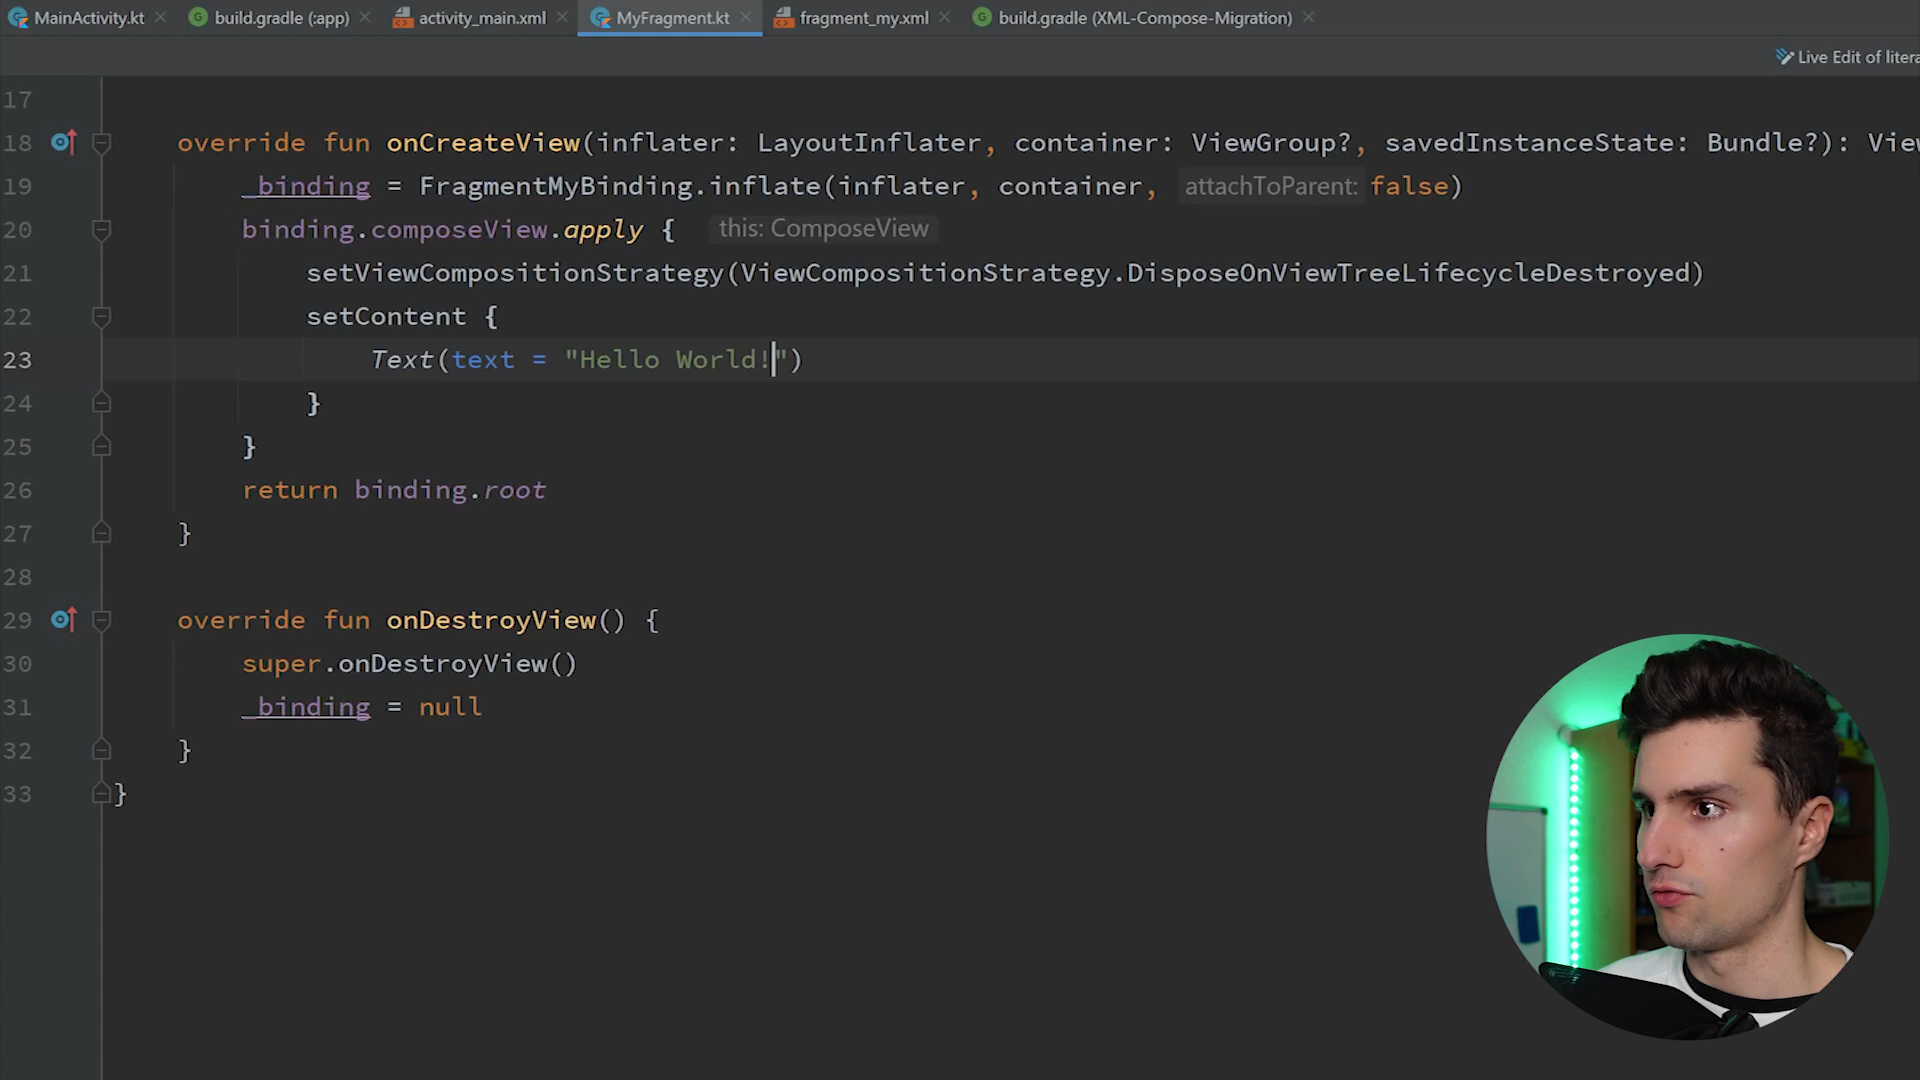 MainActivity.kt build.gradle (:app) activity_main.xml MyFragment.kt fragment_my.xml build.gradle (XML-Compose-Migration)
Live Edit of litera
17
18 override fun onCreateView(inflater: LayoutInflater, container: ViewGroup?, savedInstanceState: Bundle?): View
19 _binding = FragmentMyBinding.inflate(inflater, container, attachToParent: false)
20 binding.composeView.apply { this: ComposeView
21 setViewCompositionStrategy(ViewCompositionStrategy.DisposeOnViewTreeLifecycleDestroyed)
22 setContent {
23 Text(text = "Hello World!")
24 }
25 }
26 return binding.root
27 }
28
29 override fun onDestroyView() {
30 super.onDestroyView()
31 _binding = null
32 }
33 }